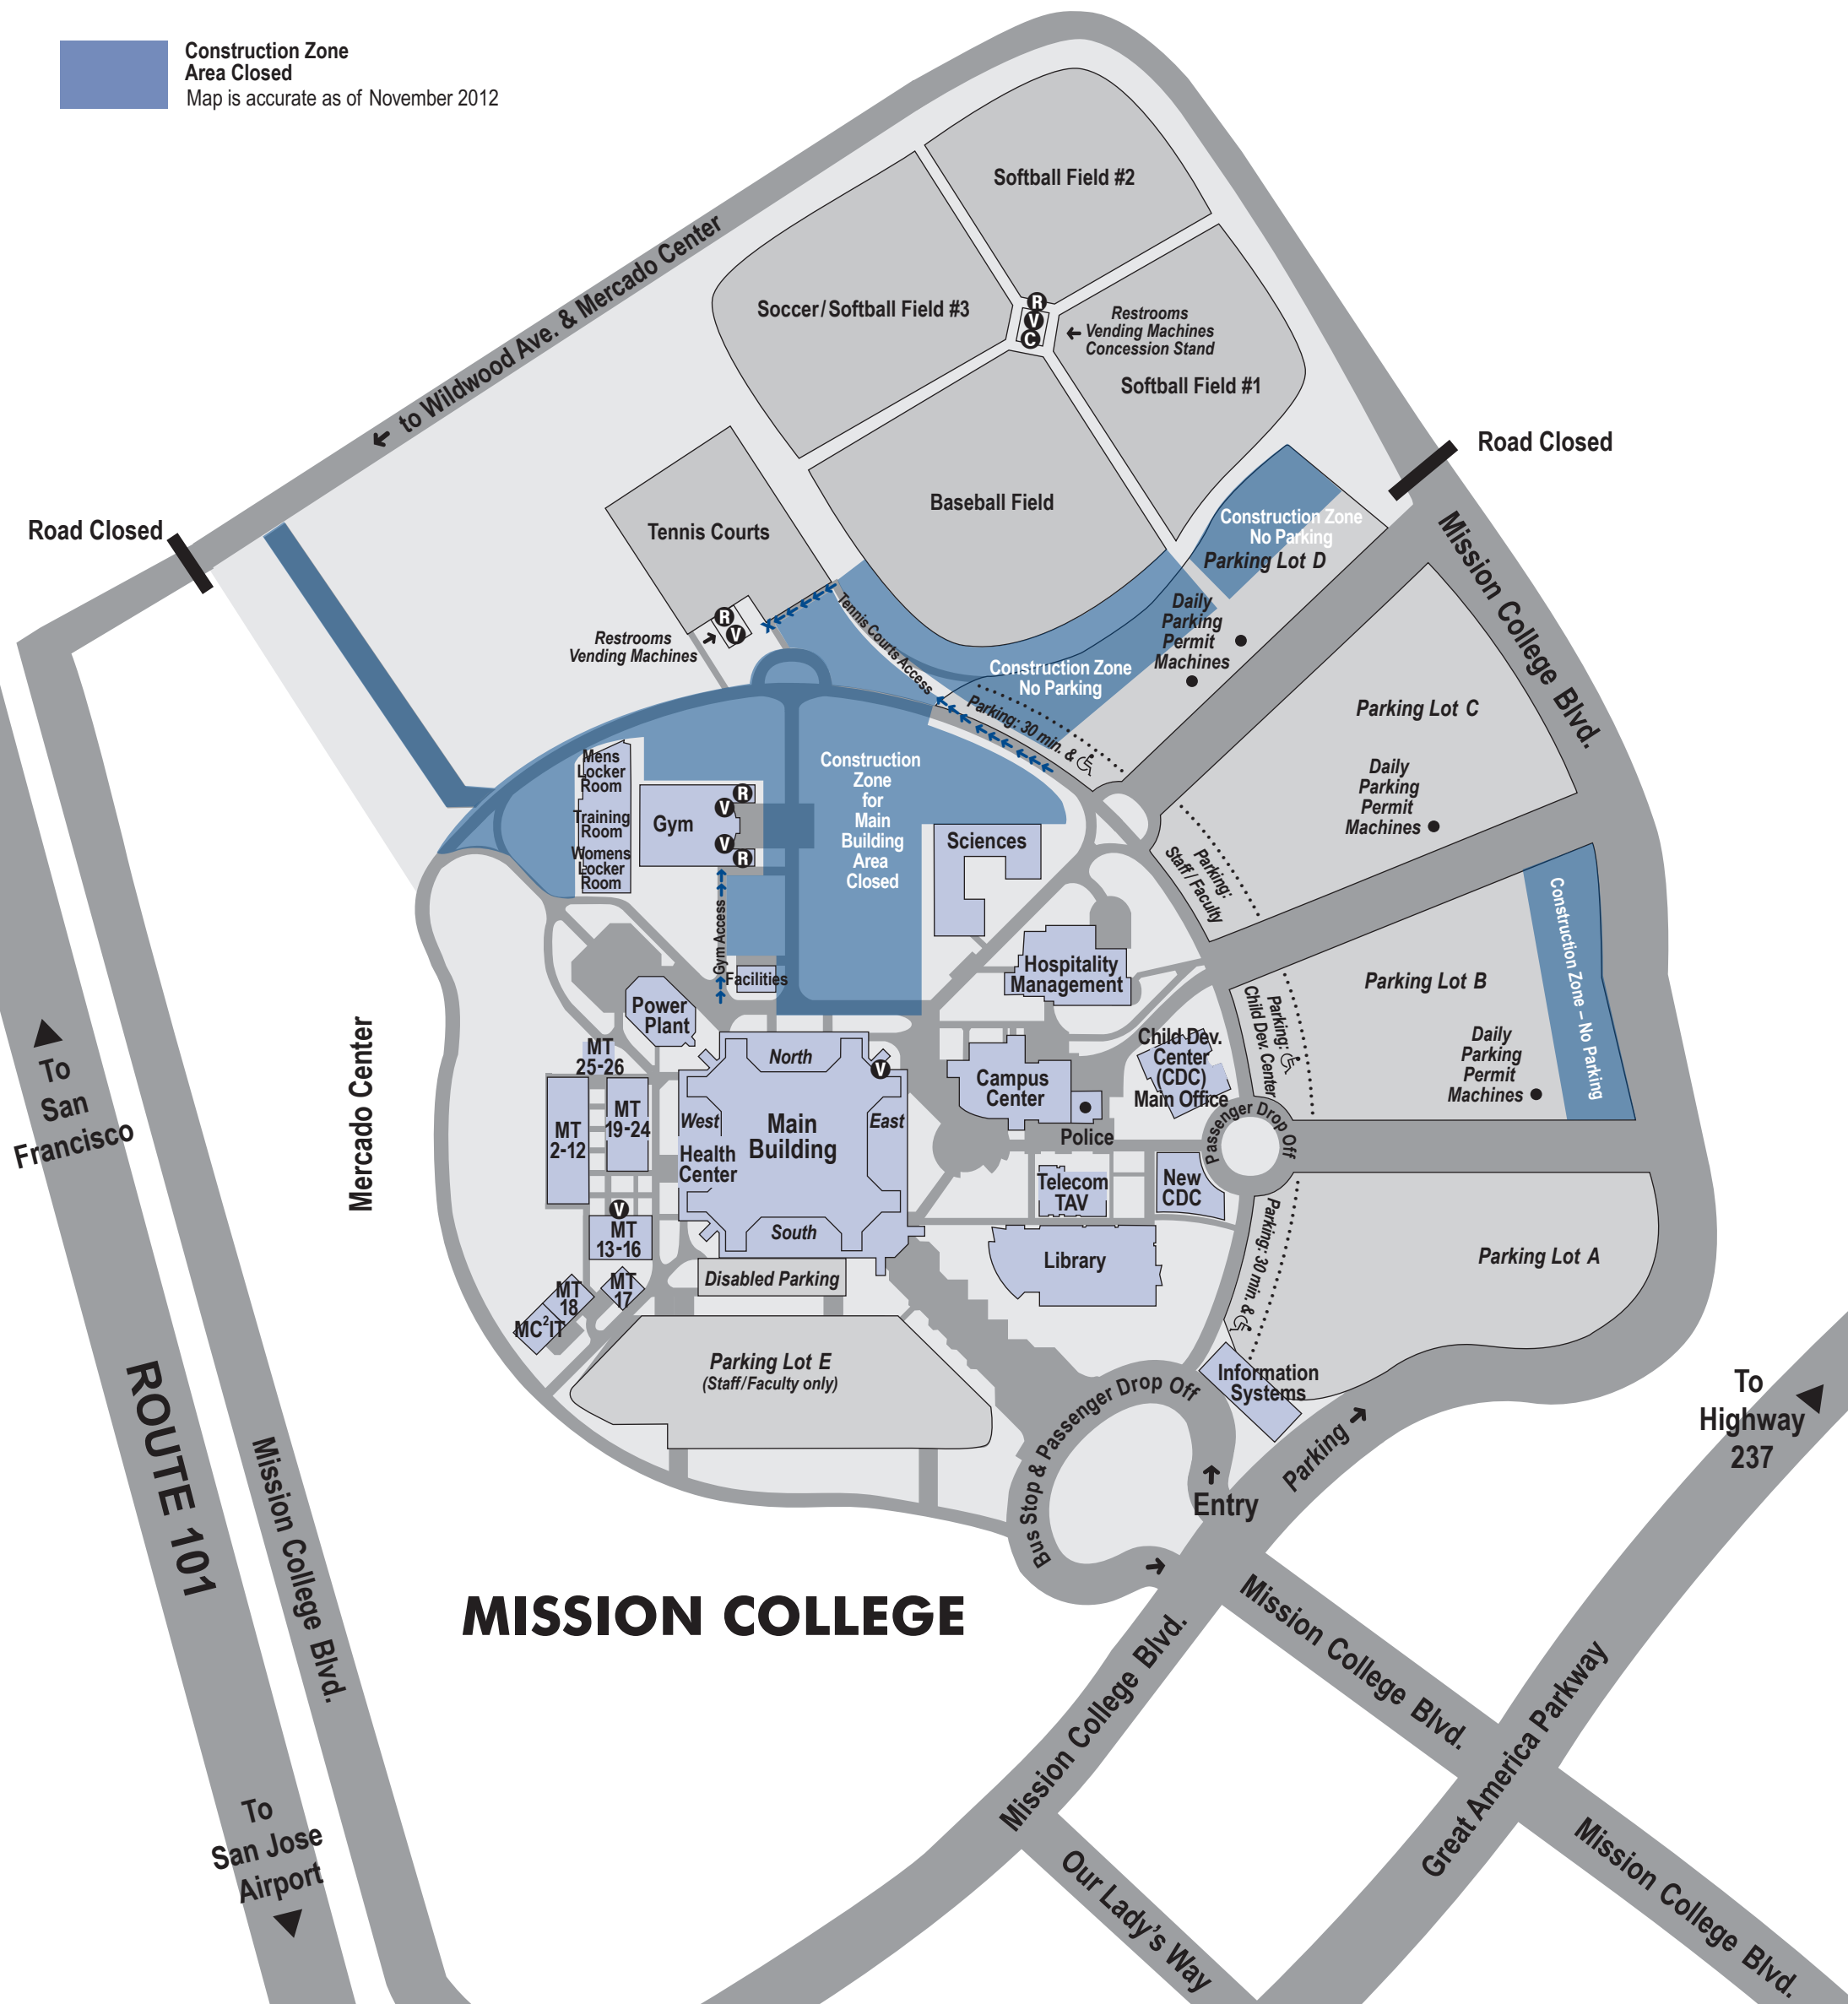 Construction Zone
Area Closed
Map is accurate as of November 2012
Softball Field #2
← to Wildwood Ave. & Mercado Center
Soccer/Softball Field #3
R
V
C
← Restrooms
Vending Machines
Concession Stand
Softball Field #1
Road Closed
Baseball Field
Road Closed
Tennis Courts
Construction Zone
No Parking
Parking Lot D
Mission College Blvd.
R
V
Restrooms
Vending Machines
Tennis Courts Access
Daily
Parking
Permit
Machines
Construction Zone
No Parking
Parking: 30 min. &
Parking Lot C
Daily
Parking
Permit
Machines
Mens
Locker
Room
Training
Room
Womens
Locker
Room
Gym
R
V
V
R
Construction
Zone
for
Main
Building
Area
Closed
Sciences
Parking:
Staff/Faculty
Gym Access
Facilities
Hospitality
Management
Parking Lot B
Construction Zone – No Parking
Parking:
Child Dev. Center
Daily
Parking
Permit
Machines
Power
Plant
Mercado Center
To
San
Francisco
MT
25-26
MT
2-12
MT
19-24
North
West
Main
Building
East
Health
Center
South
V
Campus
Center
Child Dev.
Center
(CDC)
Main Office
Police
Passenger Drop Off
Telecom
TAV
New
CDC
Library
V
MT
13-16
MT
17
MT
18
MC²IT
Disabled Parking
Parking Lot E
(Staff/Faculty only)
Parking: 30 min. &
Parking Lot A
Information
Systems
Bus Stop & Passenger Drop Off
Parking →
Entry
To
Highway
237
ROUTE 101
Mission College Blvd.
MISSION COLLEGE
Mission College Blvd.
Mission College Blvd.
Great America Parkway
Our Lady's Way
Mission College Blvd.
To
San Jose
Airport